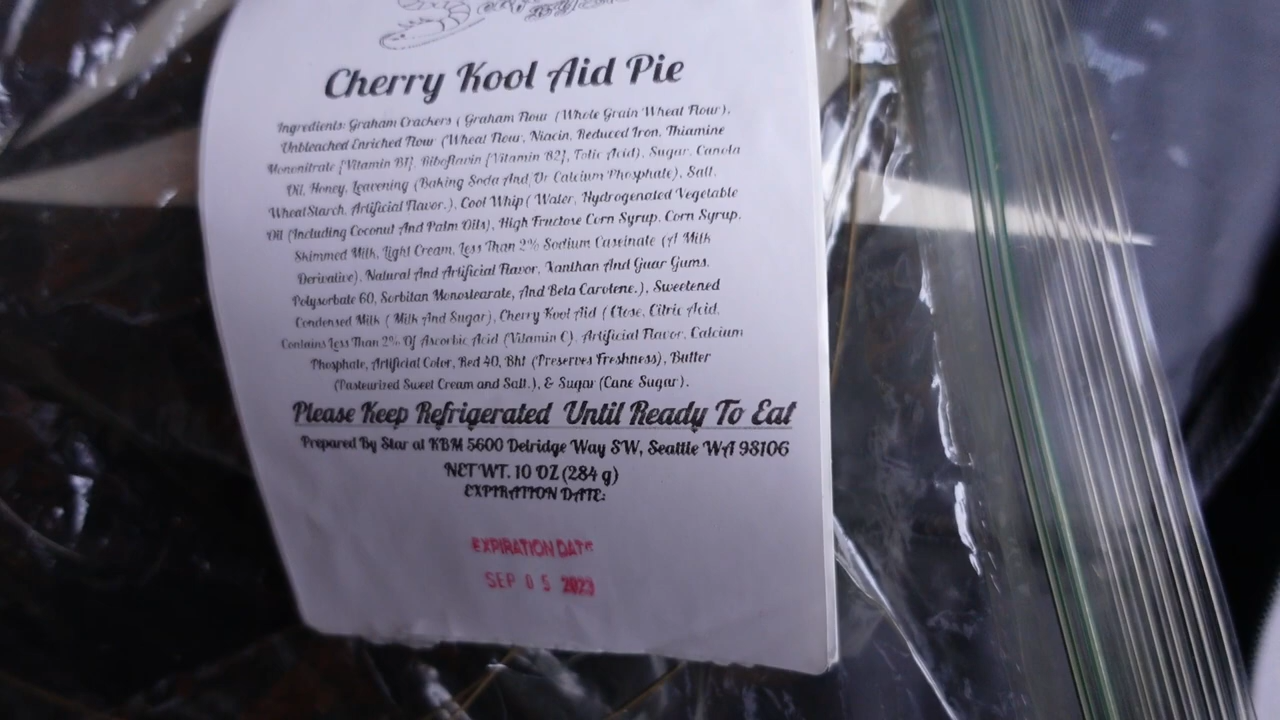 Cherry Kool Aid Pie
Ingredients: Graham Crackers ( Graham Flour (Whole Grain Wheat Flour),
Unbleached Enriched Flour (Wheat Flour, Niacin, Reduced Iron, Thiamine
Mononitrate [Vitamin B1], Riboflavin [Vitamin B2], Folic Acid), Sugar, Canola
Oil, Honey, Leavening (Baking Soda And/Or Calcium Phosphate), Salt,
WheatStarch, Artificial Flavor.), Cool Whip ( Water, Hydrogenated Vegetable
Oil (Including Coconut And Palm Oils), High Fructose Corn Syrup, Corn Syrup,
Skimmed Milk, Light Cream, Less Than 2% Sodium Caseinate (A Milk
Derivative), Natural And Artificial Flavor, Xanthan And Guar Gums,
Polysorbate 60, Sorbitan Monostearate, And Beta Carotene.), Sweetened
Condensed Milk ( Milk And Sugar), Cherry Kool Aid ( Ctose, Citric Acid,
Contains Less Than 2% Of Ascorbic Acid (Vitamin C), Artificial Flavor, Calcium
Phosphate, Artificial Color, Red 40, Bht (Preserves Freshness), Butter
(Pasteurized Sweet Cream and Salt.), & Sugar (Cane Sugar).
Please Keep Refrigerated Until Ready To Eat
Prepared By Star at KBM 5600 Delridge Way SW, Seattle WA 98106
NET WT. 10 OZ (284 g)
EXPIRATION DATE:
EXPIRATION DATE
SEP 05 2023